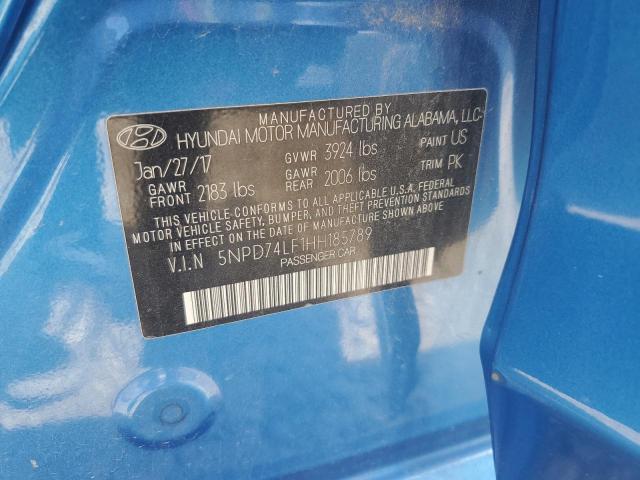 MANUFACTURED BY
HYUNDAI MOTOR MANUFACTURING ALABAMA, LLC
Jan/27/17 GVWR 3924 lbs PAINT US
GAWR FRONT 2183 lbs GAWR REAR 2006 lbs TRIM PK
THIS VEHICLE CONFORMS TO ALL APPLICABLE U.S.A. FEDERAL
MOTOR VEHICLE SAFETY, BUMPER, AND THEFT PREVENTION STANDARDS
IN EFFECT ON THE DATE OF MANUFACTURE SHOWN ABOVE.
V.I.N 5NPD74LF1HH185789
PASSENGER CAR